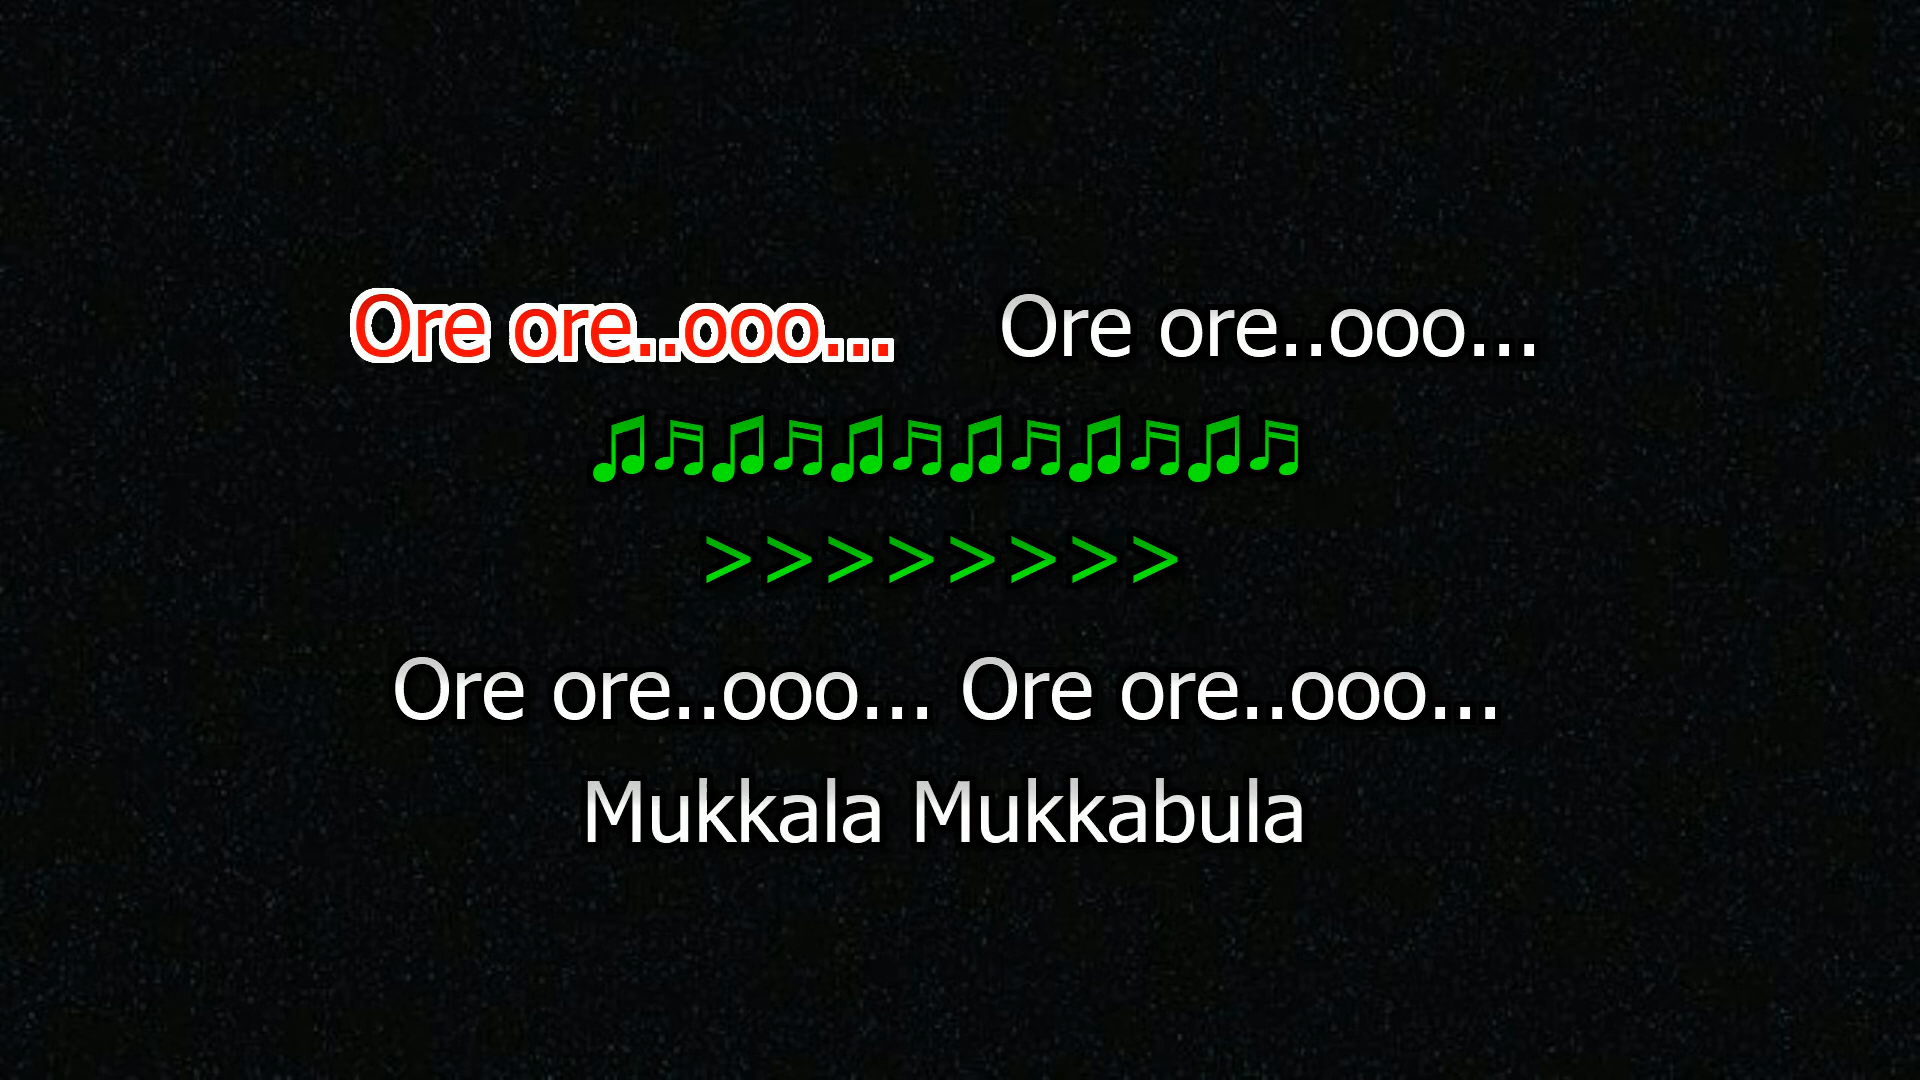 Ore ore..ooo... Ore ore..ooo...
♫♬♫♬♫♬♫♬♫♬♫♬
>>>>>>>>
Ore ore..ooo... Ore ore..ooo...
Mukkala Mukkabula